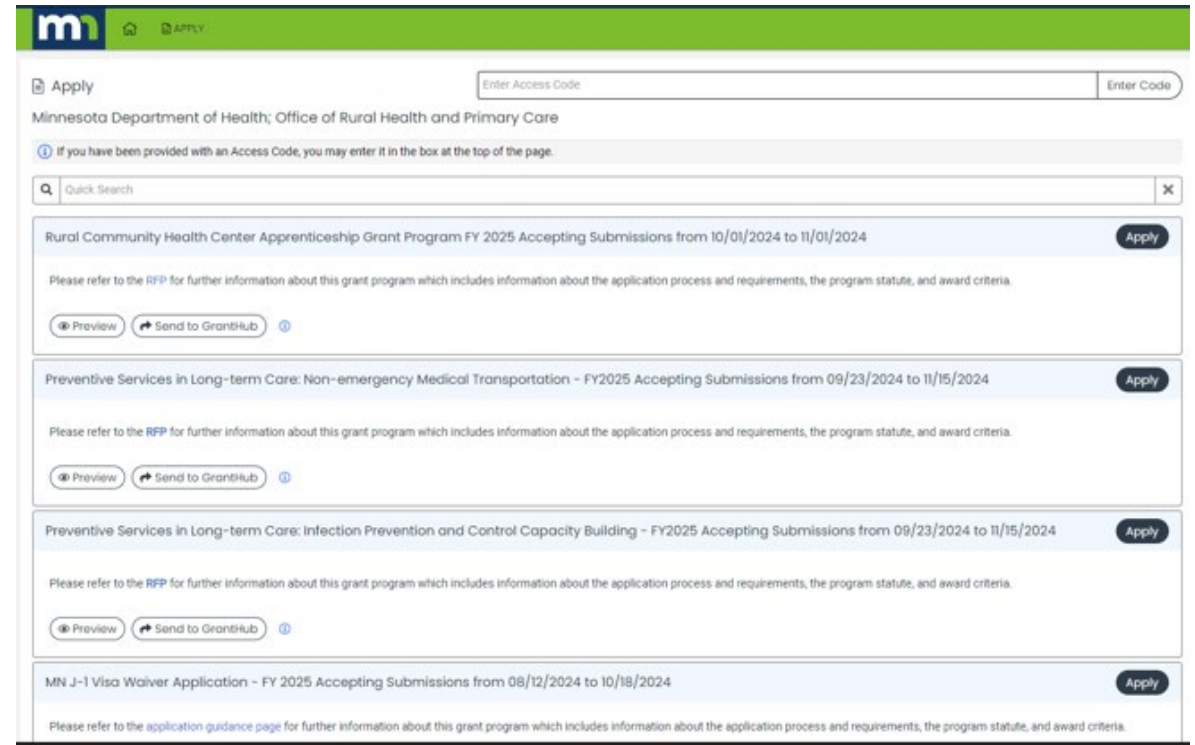 mn
APPLY
Apply
Enter Access Code
Enter Code
Minnesota Department of Health; Office of Rural Health and Primary Care
If you have been provided with an Access Code, you may enter it in the box at the top of the page.
Quick Search
Rural Community Health Center Apprenticeship Grant Program FY 2025 Accepting Submissions from 10/01/2024 to 11/01/2024
Apply
Please refer to the RFP for further information about this grant program which includes information about the application process and requirements, the program statute, and award criteria.
Preview Send to GrantHub
Preventive Services in Long-term Care: Non-emergency Medical Transportation - FY2025 Accepting Submissions from 09/23/2024 to 11/15/2024
Apply
Please refer to the RFP for further information about this grant program which includes information about the application process and requirements, the program statute, and award criteria.
Preview Send to GrantHub
Preventive Services in Long-term Care: Infection Prevention and Control Capacity Building - FY2025 Accepting Submissions from 09/23/2024 to 11/15/2024
Apply
Please refer to the RFP for further information about this grant program which includes information about the application process and requirements, the program statute, and award criteria.
Preview Send to GrantHub
MN J-1 Visa Waiver Application - FY 2025 Accepting Submissions from 08/12/2024 to 10/18/2024
Apply
Please refer to the application guidance page for further information about this grant program which includes information about the application process and requirements, the program statute, and award criteria.